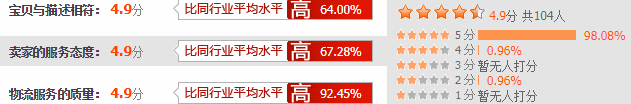 宝贝与描述相符： 4.9分 比同行业平均水平 高 64.00%
卖家的服务态度： 4.9分 比同行业平均水平 高 67.28%
物流服务的质量： 4.9分 比同行业平均水平 高 92.45%
4.9分 共104人
5分 98.08%
4分 0.96%
3分 暂无人打分
2分 0.96%
1分 暂无人打分